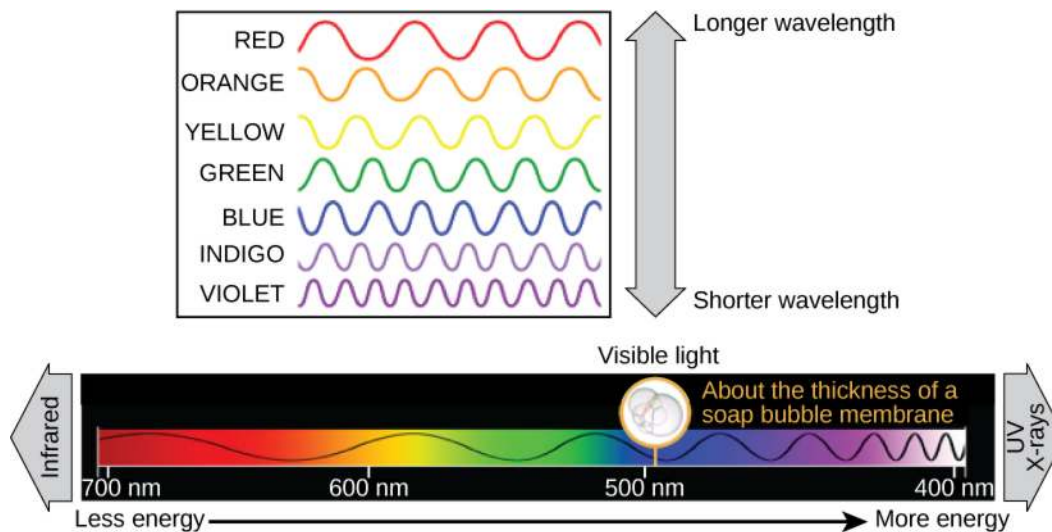 RED
ORANGE
YELLOW
GREEN
BLUE
INDIGO
VIOLET
Longer wavelength
Shorter wavelength
Visible light
About the thickness of a
soap bubble membrane
Infrared
UV
X-rays
700 nm
600 nm
500 nm
400 nm
Less energy
More energy